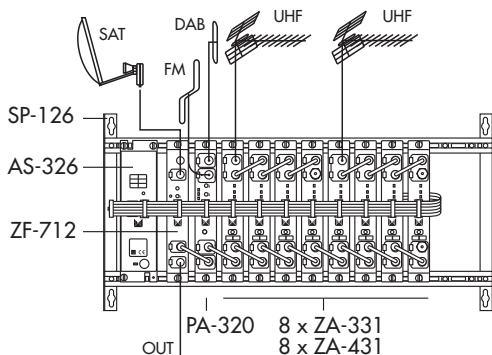 SAT
DAB
UHF
UHF
FM
SP-126
AS-326
ZF-712
OUT
PA-320
8 x ZA-331
8 x ZA-431